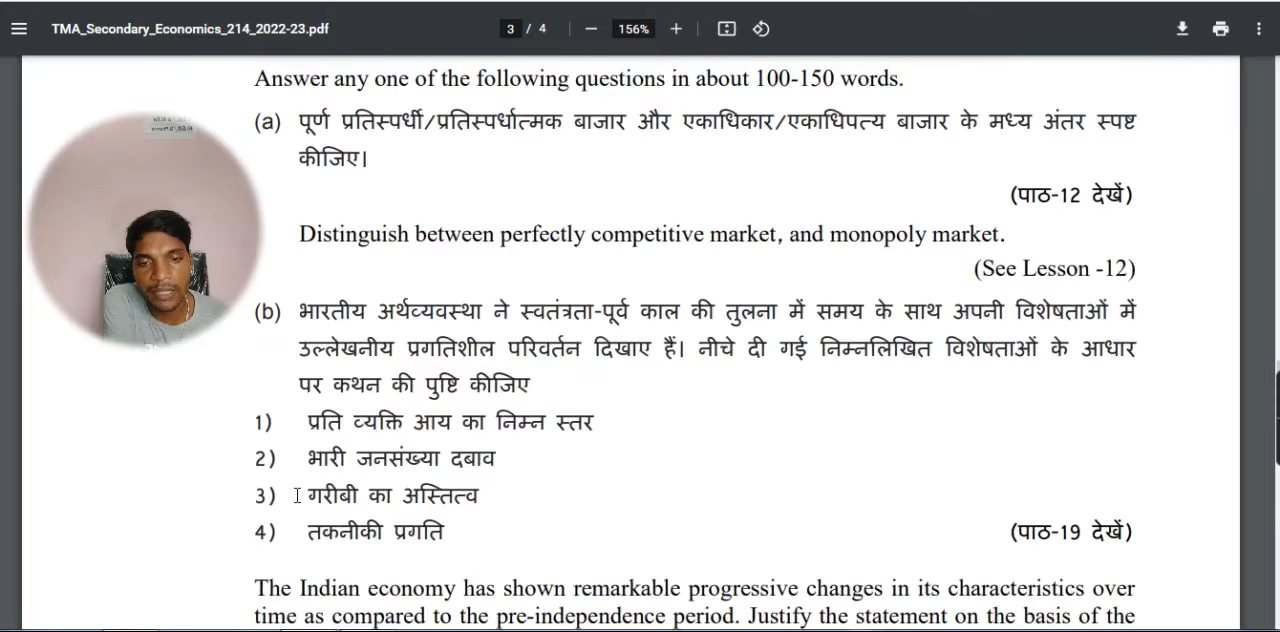 TMA_Secondary_Economics_214_2022-23.pdf
3 / 4
156%
Answer any one of the following questions in about 100-150 words.
(a) पूर्ण प्रतिस्पर्धी/प्रतिस्पर्धात्मक बाजार और एकाधिकार/एकाधिपत्य बाजार के मध्य अंतर स्पष्ट
कीजिए।
(पाठ-12 देखें)
Distinguish between perfectly competitive market, and monopoly market.
(See Lesson -12)
(b) भारतीय अर्थव्यवस्था ने स्वतंत्रता-पूर्व काल की तुलना में समय के साथ अपनी विशेषताओं में
उल्लेखनीय प्रगतिशील परिवर्तन दिखाए हैं। नीचे दी गई निम्नलिखित विशेषताओं के आधार
पर कथन की पुष्टि कीजिए
1) प्रति व्यक्ति आय का निम्न स्तर
2) भारी जनसंख्या दबाव
3) गरीबी का अस्तित्व
4) तकनीकी प्रगति (पाठ-19 देखें)
The Indian economy has shown remarkable progressive changes in its characteristics over
time as compared to the pre-independence period. Justify the statement on the basis of the